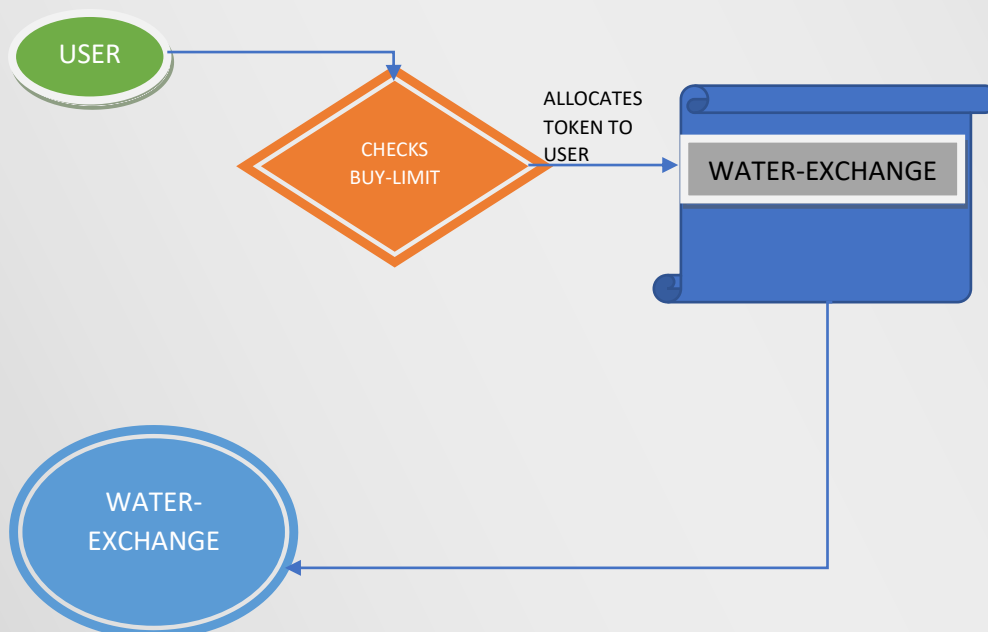 USER
CHECKS
BUY-LIMIT
ALLOCATES
TOKEN TO
USER
WATER-EXCHANGE
WATER-
EXCHANGE